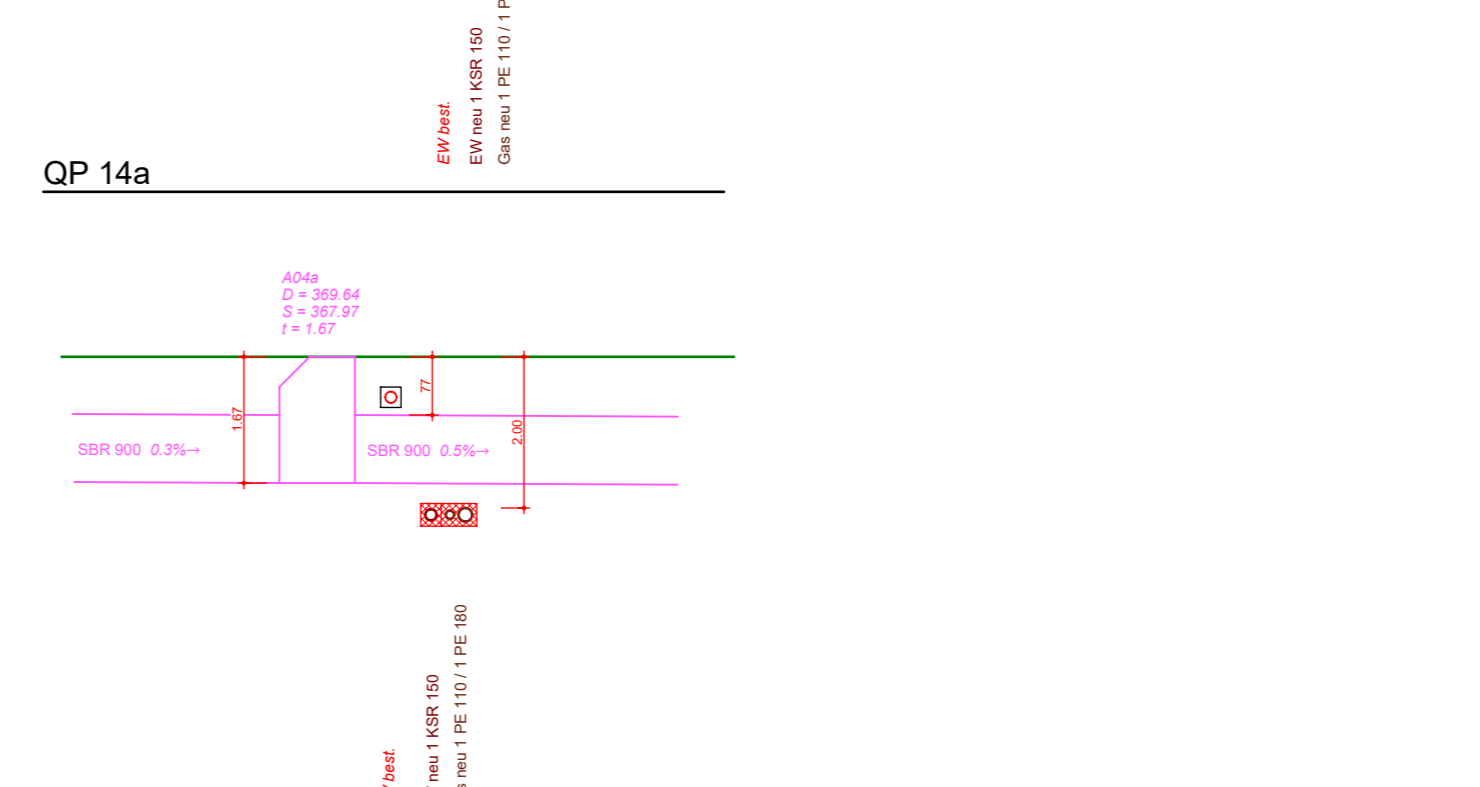 EW best.
EW neu 1 KSR 150
Gas neu 1 PE 110 / 1
QP 14a
A04a
D = 369.64
S = 367.97
t = 1.67
1.67
77
2.00
SBR 900 0.3%→
SBR 900 0.5%→
best.
neu 1 KSR 150
neu 1 PE 110 / 1 PE 180